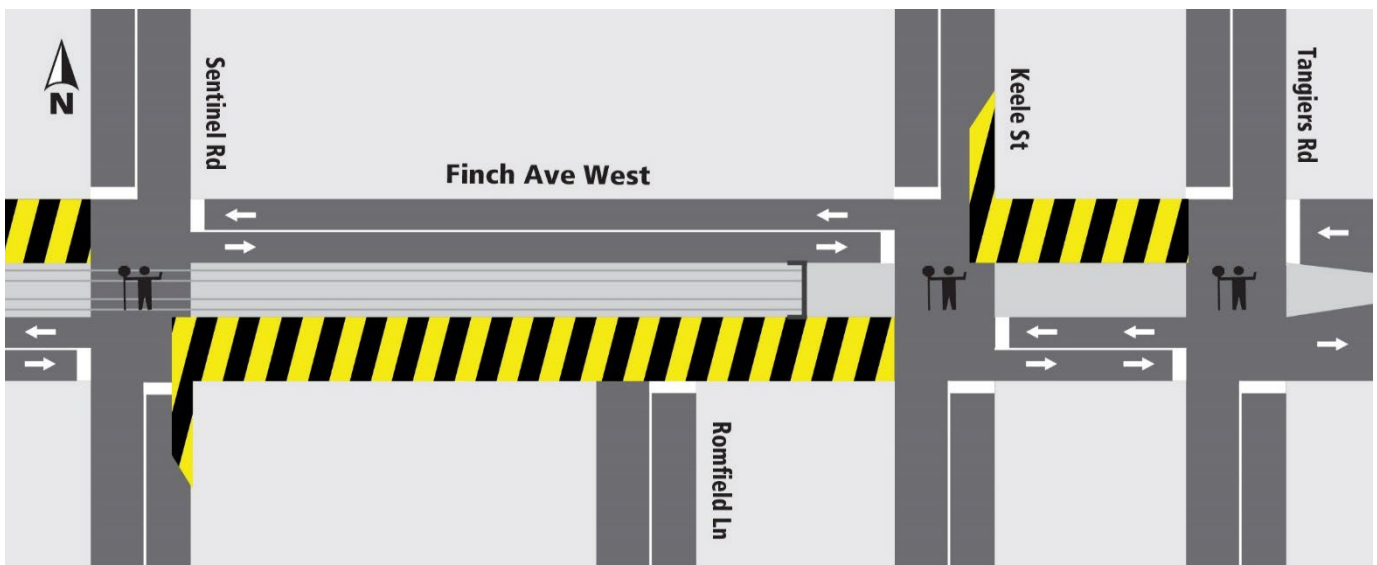 N
Sentinel Rd
Finch Ave West
Keele St
Tangiers Rd
Romfield Ln